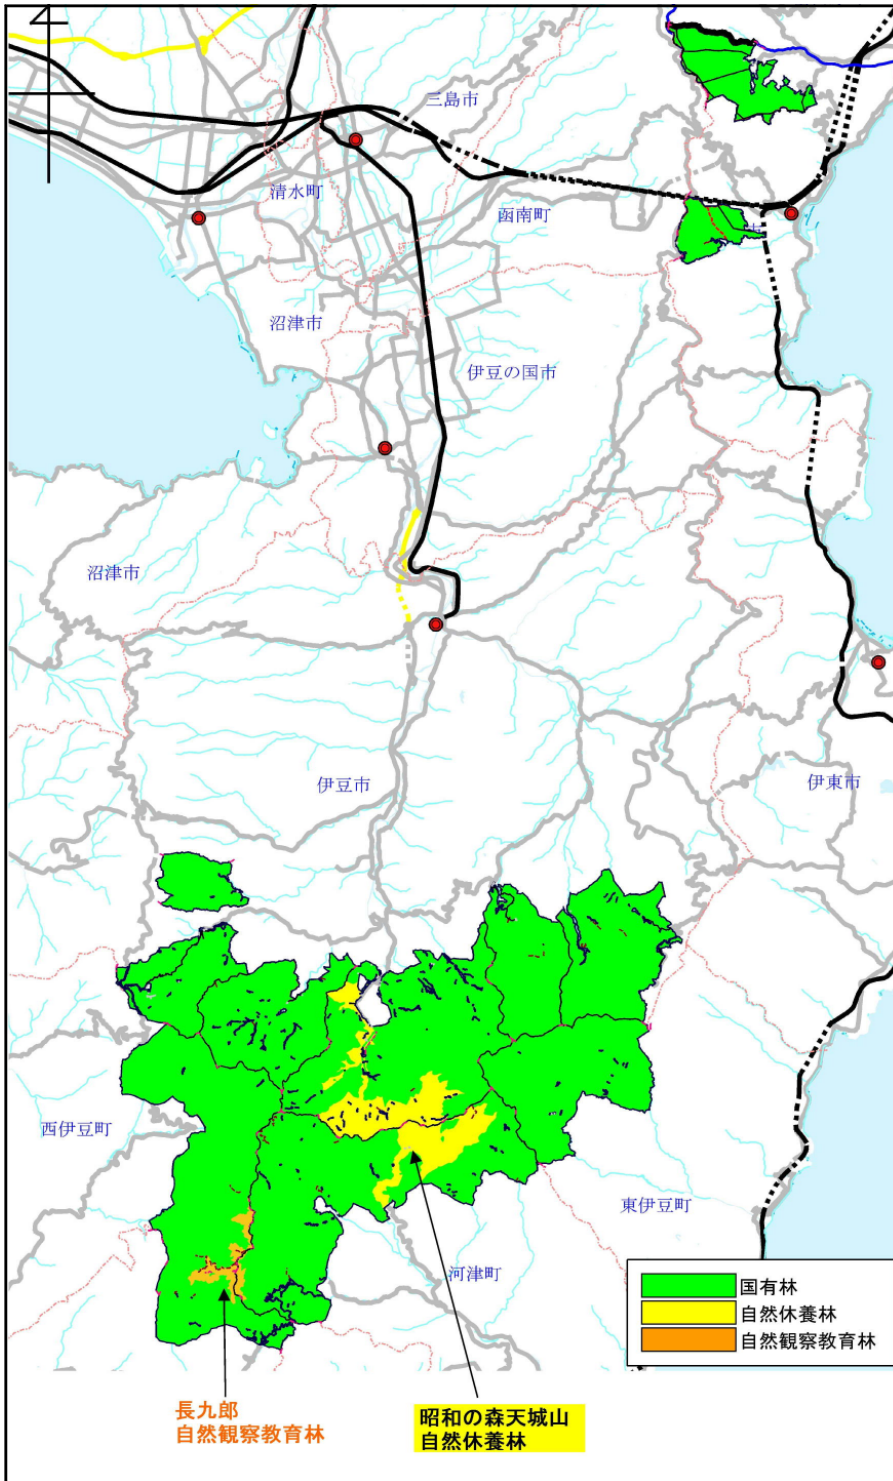 三島市
清水町
函南町
沼津市
伊豆の国市
沼津市
伊豆市
伊東市
西伊豆町
東伊豆町
河津町
国有林
自然休養林
自然観察教育林
長九郎
自然観察教育林
昭和の森天城山
自然休養林